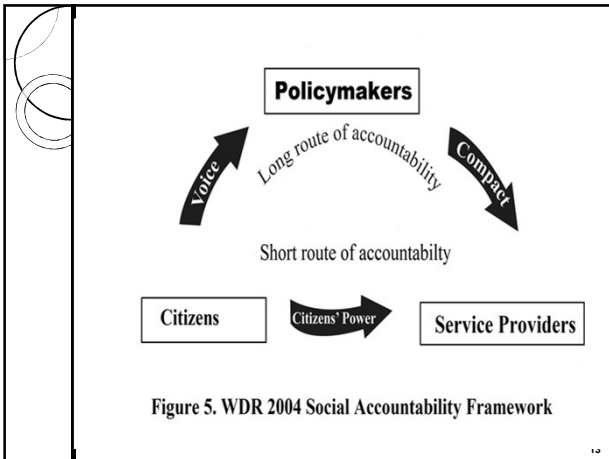 Policymakers
Long route of accountability
Voice
Compact
Short route of accountabilty
Citizens
Citizens' Power
Service Providers
Figure 5. WDR 2004 Social Accountability Framework